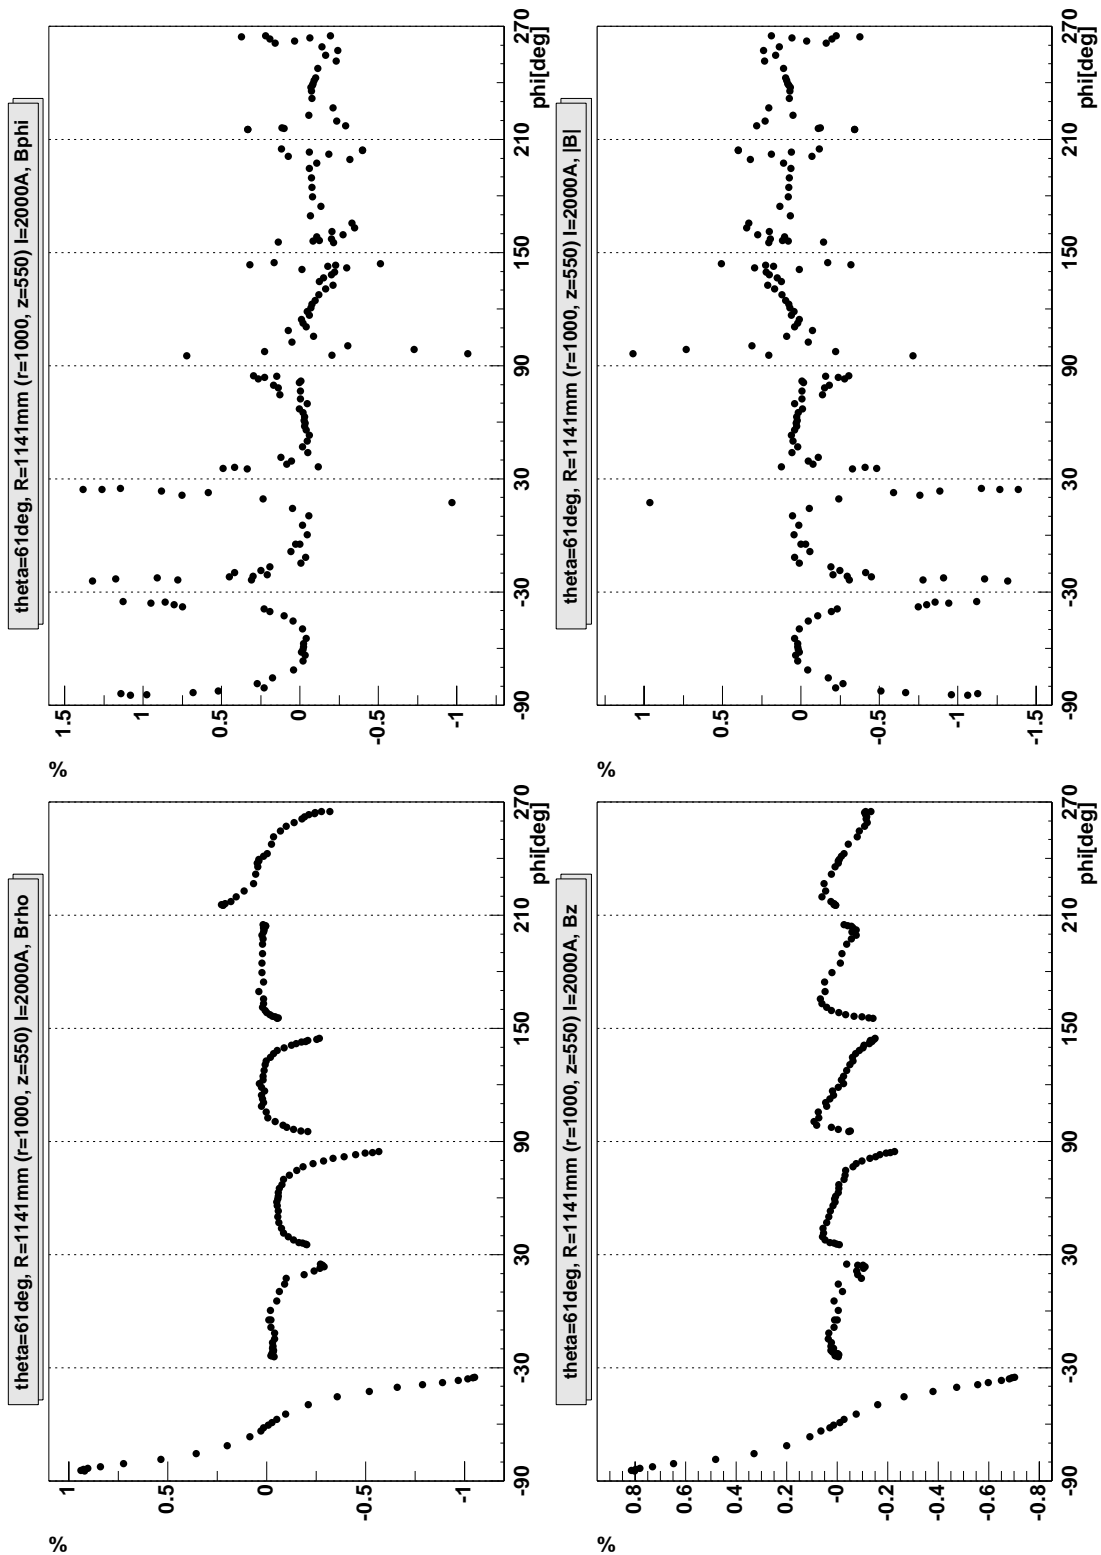 theta=61deg, R=1141mm (r=1000, z=550) I=2000A, Brho
%
1
0.5
0
-0.5
-1
-90 -30 30 90 150 210 270
phi[deg]
theta=61deg, R=1141mm (r=1000, z=550) I=2000A, Bphi
%
1.5
1
0.5
0
-0.5
-1
-90 -30 30 90 150 210 270
phi[deg]
theta=61deg, R=1141mm (r=1000, z=550) I=2000A, Bz
%
0.8
0.6
0.4
0.2
-0
-0.2
-0.4
-0.6
-0.8
-90 -30 30 90 150 210 270
phi[deg]
theta=61deg, R=1141mm (r=1000, z=550) I=2000A, |B|
%
1
0.5
0
-0.5
-1
-1.5
-90 -30 30 90 150 210 270
phi[deg]